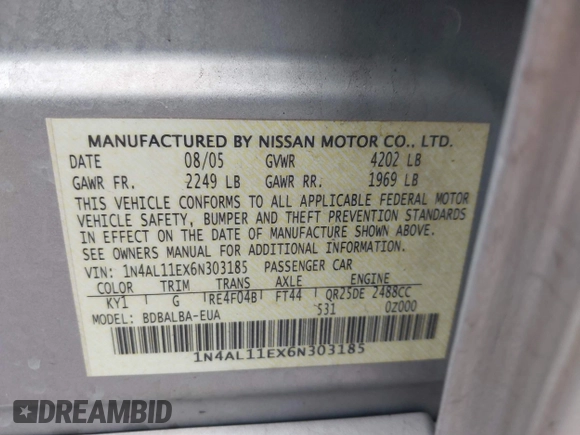 MANUFACTURED BY NISSAN MOTOR CO., LTD.
DATE 08/05 GVWR 4202 LB
GAWR FR. 2249 LB GAWR RR. 1969 LB
THIS VEHICLE CONFORMS TO ALL APPLICABLE FEDERAL MOTOR
VEHICLE SAFETY, BUMPER AND THEFT PREVENTION STANDARDS
IN EFFECT ON THE DATE OF MANUFACTURE SHOWN ABOVE.
SEE OWNERS MANUAL FOR ADDITIONAL INFORMATION.
VIN: 1N4AL11EX6N303185 PASSENGER CAR
COLOR TRIM TRANS AXLE ENGINE
KY1 G RE4F04B FT44 QR25DE 2488CC
MODEL: BDBALBA-EUA S31 0Z000
1N4AL11EX6N303185
DREAMBID